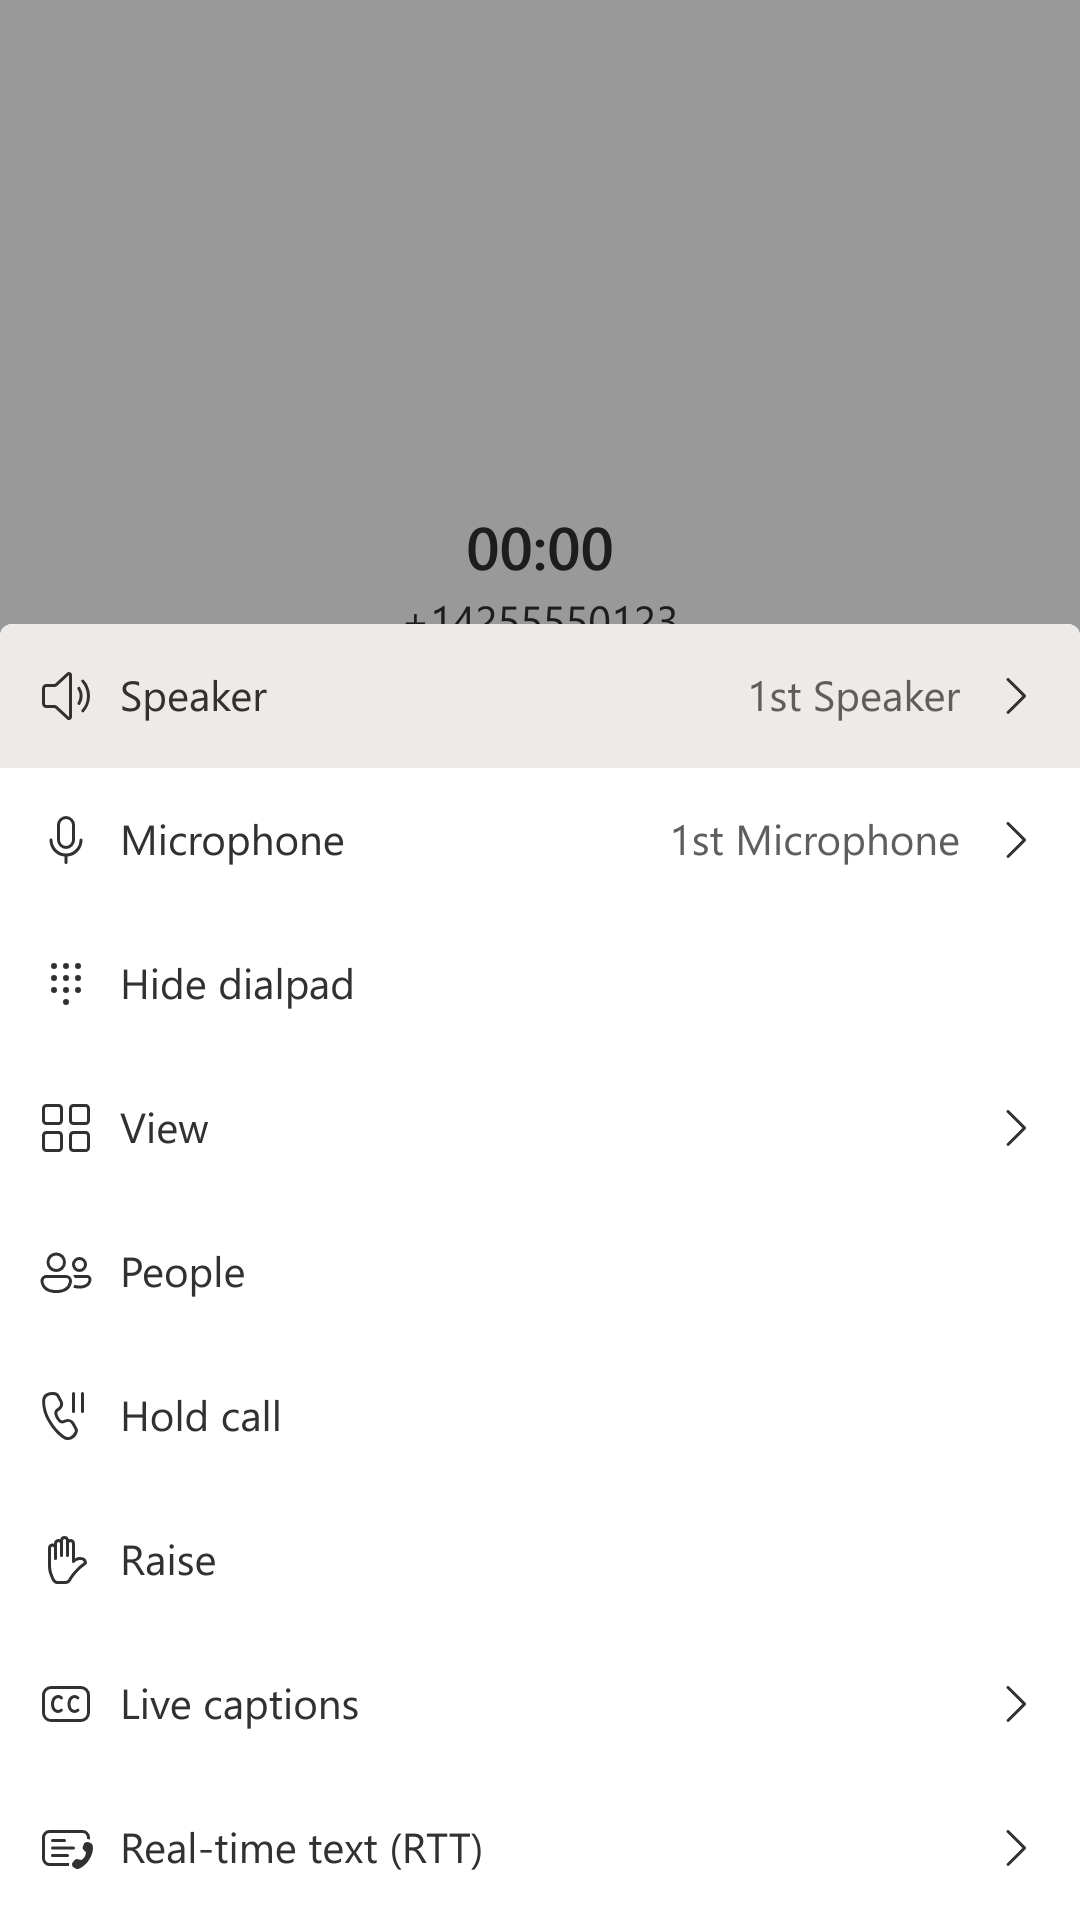 00:00
+14255550123
Speaker 1st Speaker
Microphone 1st Microphone
Hide dialpad
View
People
Hold call
Raise
CC Live captions
Real-time text (RTT)